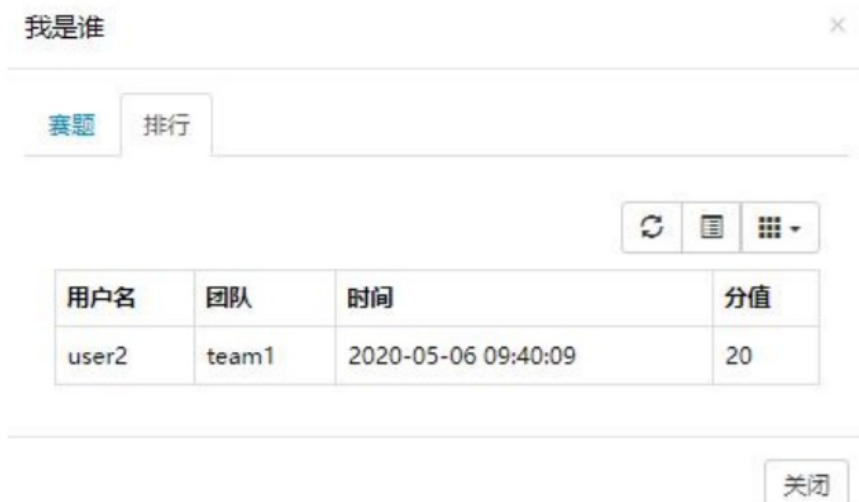 我是谁 ×
赛题 排行
用户名 团队 时间 分值
user2 team1 2020-05-06 09:40:09 20
关闭